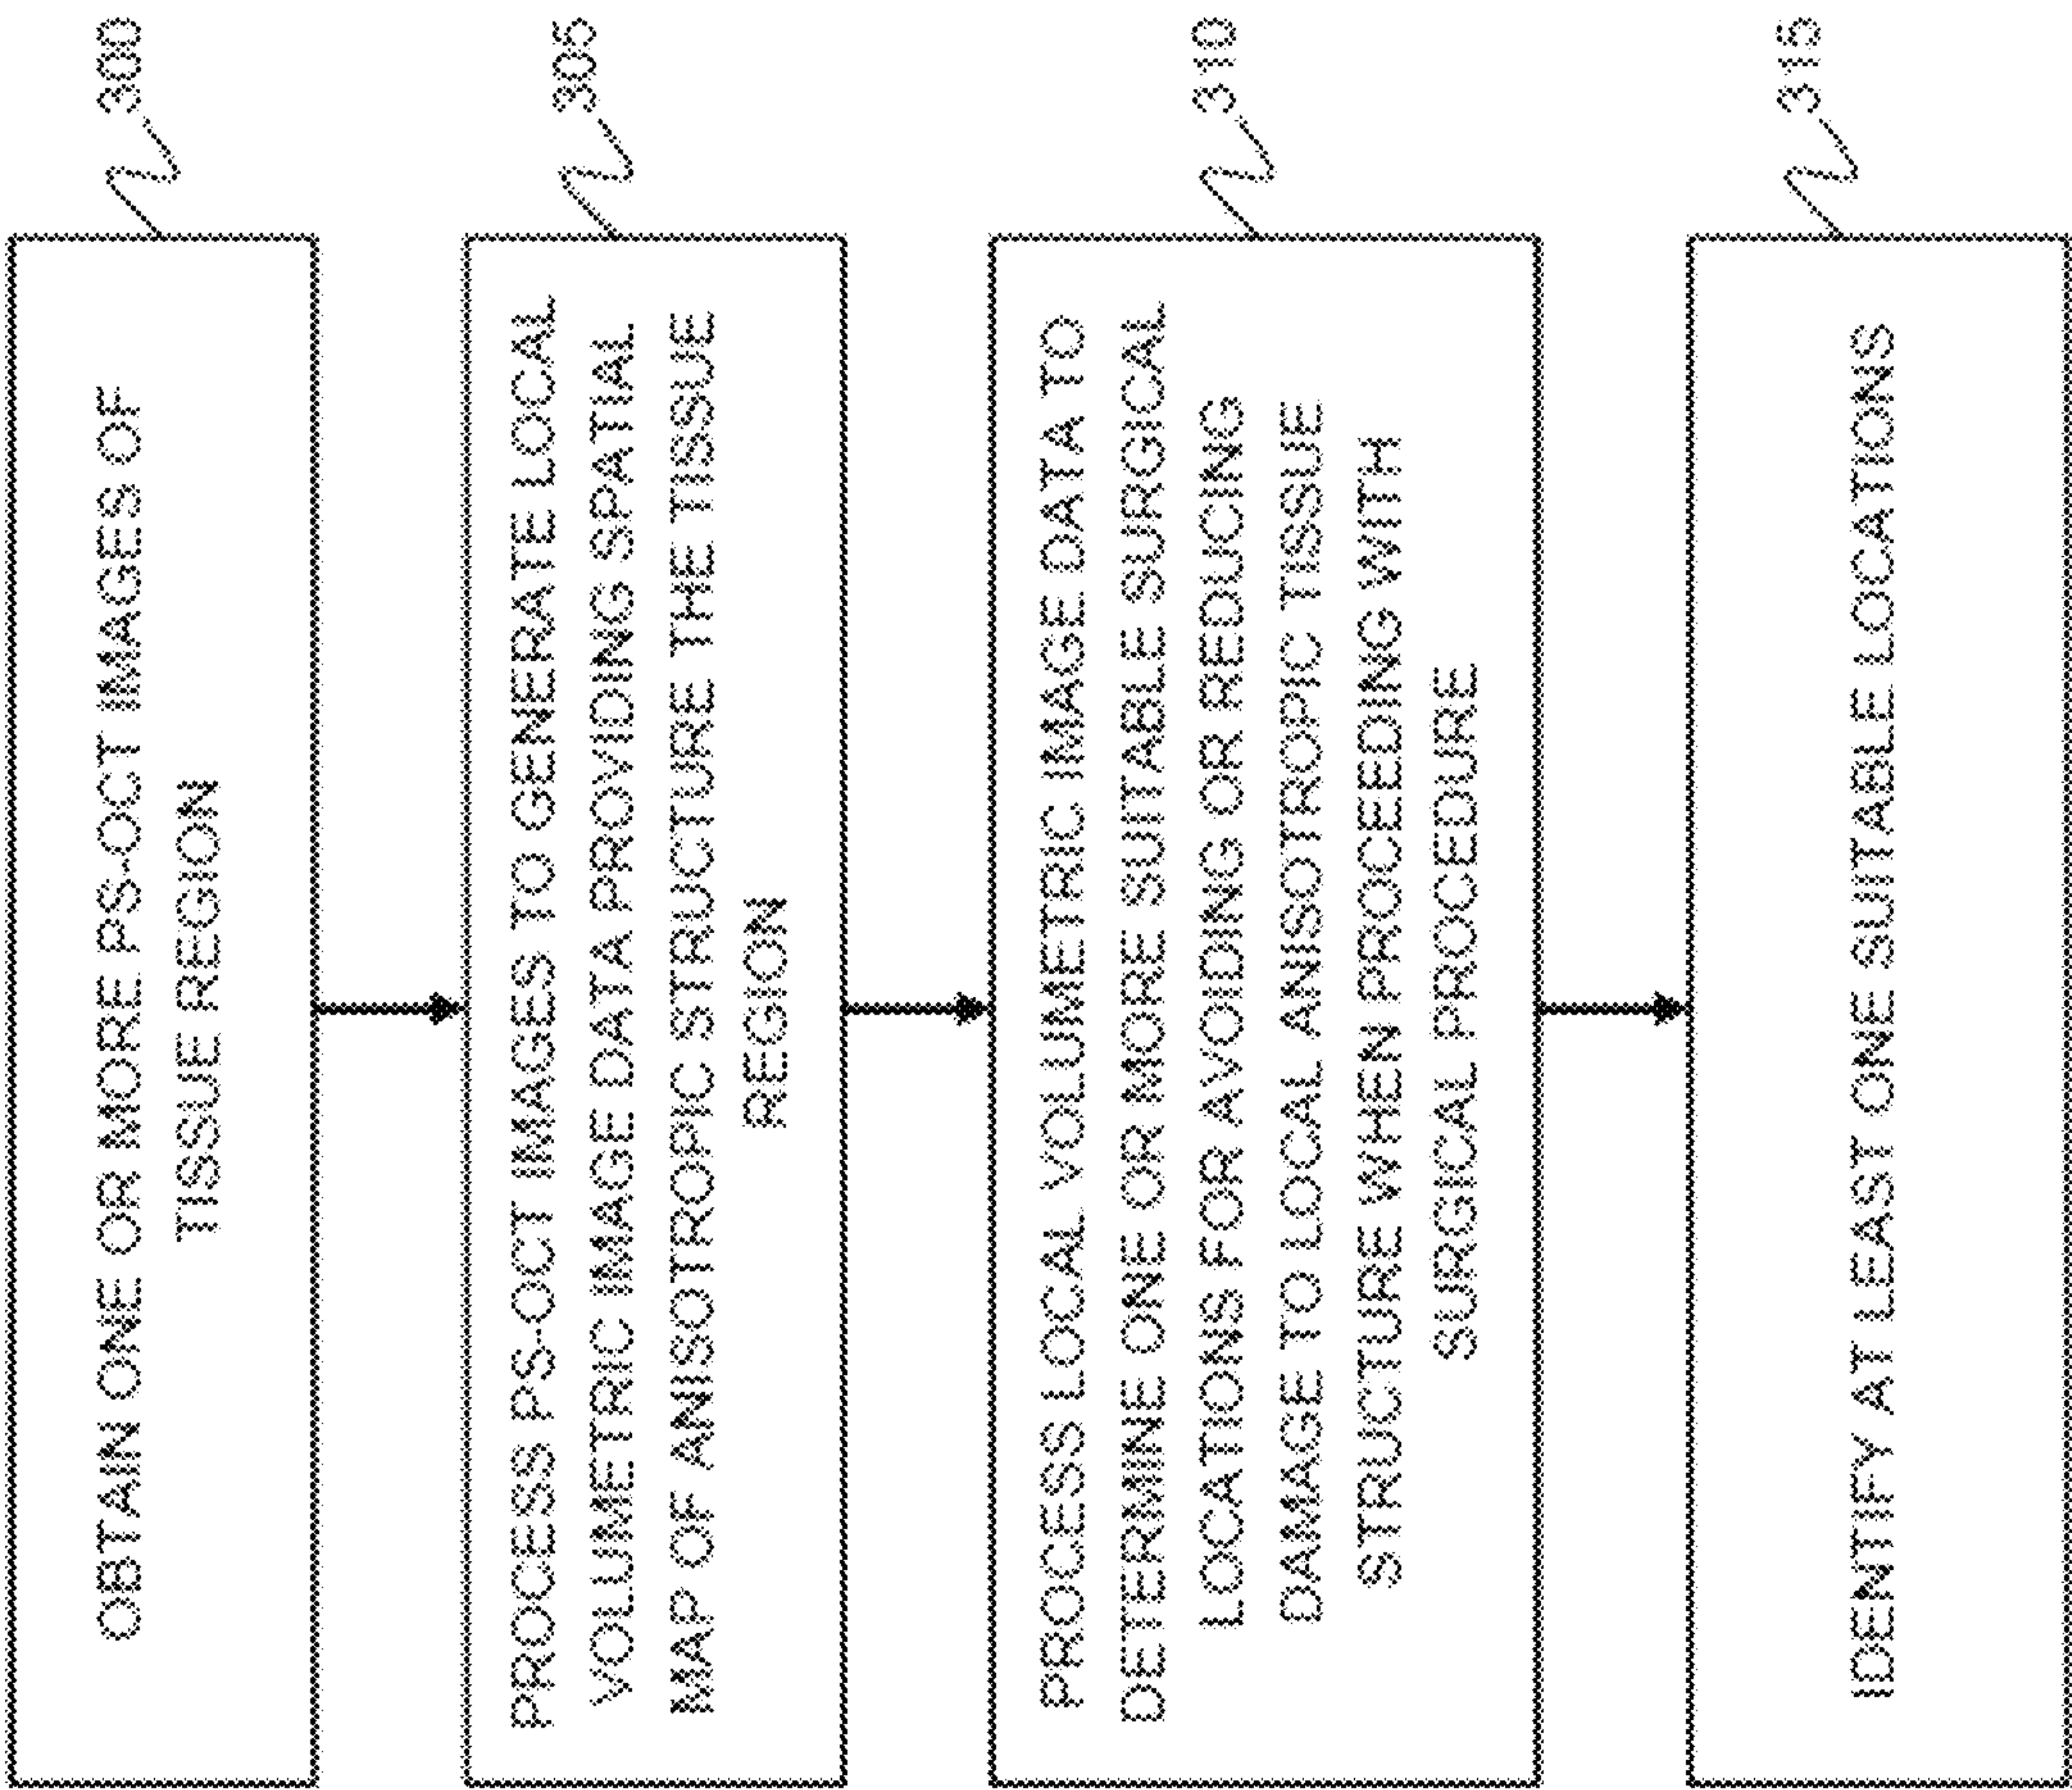 OBTAIN ONE OR MORE PS-OCT IMAGES OF
TISSUE REGION
300
PROCESS PS-OCT IMAGES TO GENERATE LOCAL
VOLUMETRIC IMAGE DATA PROVIDING SPATIAL
MAP OF ANISOTROPIC STRUCTURE THE TISSUE
REGION
305
PROCESS LOCAL VOLUMETRIC IMAGE DATA TO
DETERMINE ONE OR MORE SUITABLE SURGICAL
LOCATIONS FOR AVOIDING OR REDUCING
DAMAGE TO LOCAL ANISOTROPIC TISSUE
STRUCTURE WHEN PROCEEDING WITH
SURGICAL PROCEDURE
310
IDENTIFY AT LEAST ONE SUITABLE LOCATIONS
315